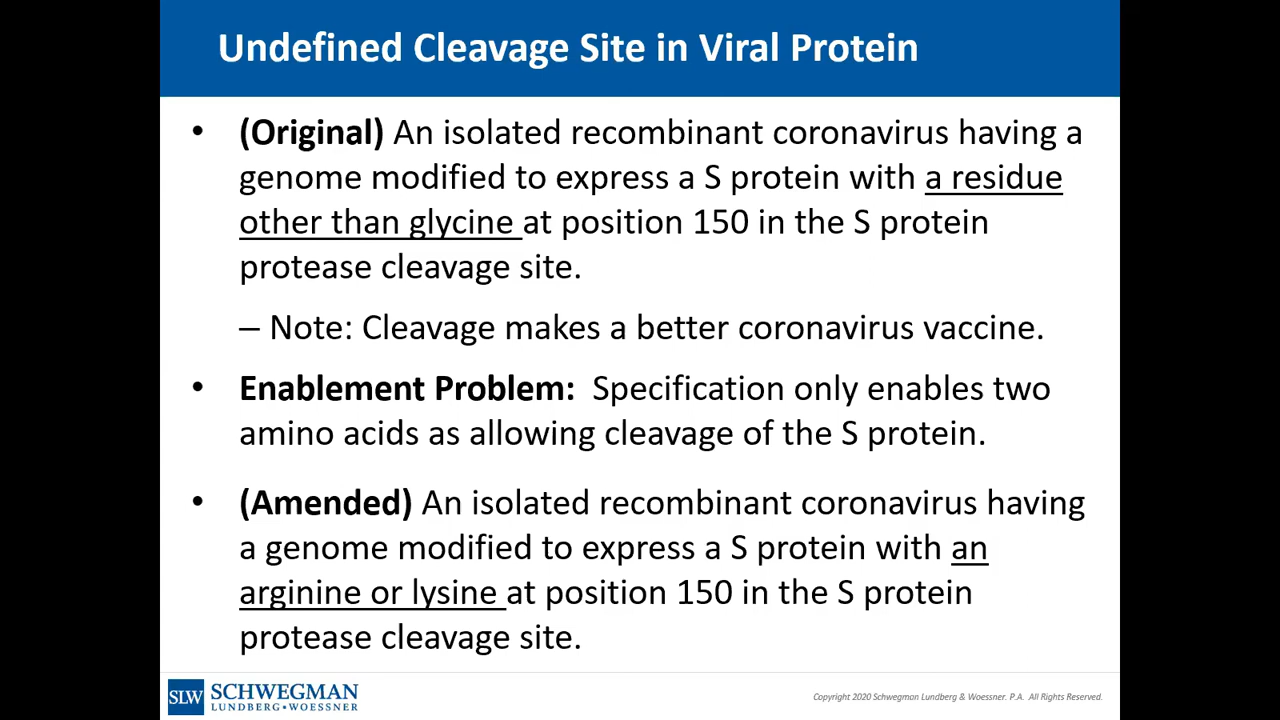 Undefined Cleavage Site in Viral Protein
• (Original) An isolated recombinant coronavirus having a
genome modified to express a S protein with a residue
other than glycine at position 150 in the S protein
protease cleavage site.
– Note: Cleavage makes a better coronavirus vaccine.
• Enablement Problem: Specification only enables two
amino acids as allowing cleavage of the S protein.
• (Amended) An isolated recombinant coronavirus having
a genome modified to express a S protein with an
arginine or lysine at position 150 in the S protein
protease cleavage site.
SLW SCHWEGMAN
LUNDBERG • WOESSNER
Copyright 2020 Schwegman Lundberg & Woessner. P.A. All Rights Reserved.